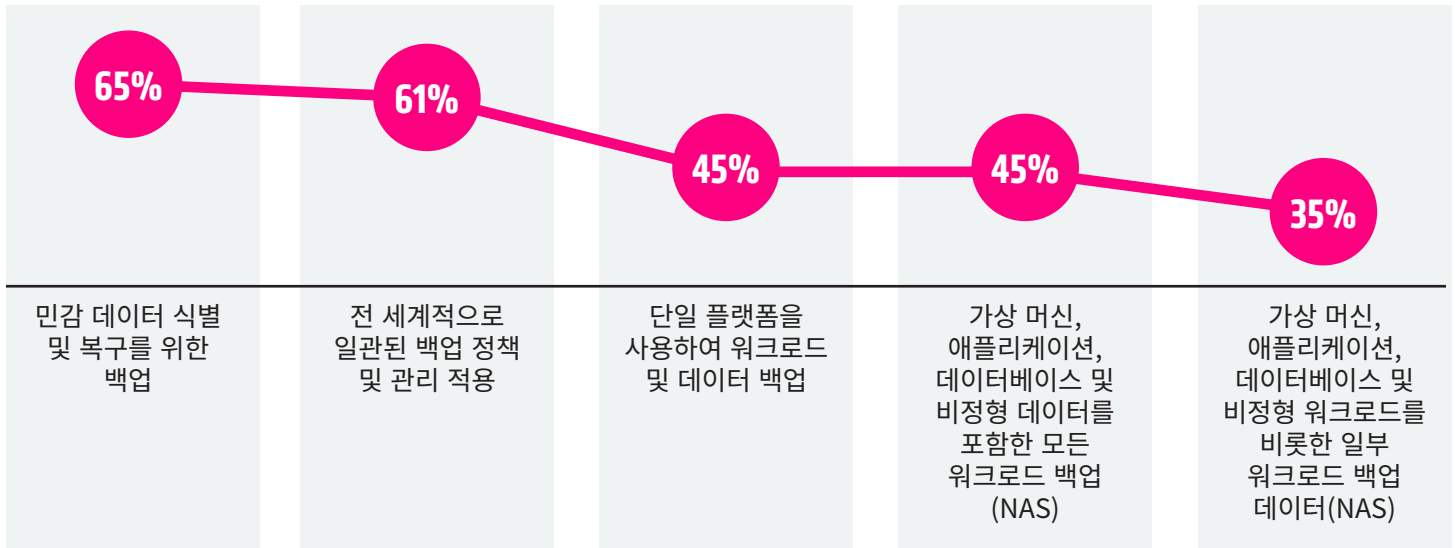 65%
61%
45%
45%
35%
민감 데이터 식별
및 복구를 위한
백업
전 세계적으로
일관된 백업 정책
및 관리 적용
단일 플랫폼을
사용하여 워크로드
및 데이터 백업
가상 머신,
애플리케이션,
데이터베이스 및
비정형 데이터를
포함한 모든
워크로드 백업
(NAS)
가상 머신,
애플리케이션,
데이터베이스 및
비정형 워크로드를
비롯한 일부
워크로드 백업
데이터(NAS)